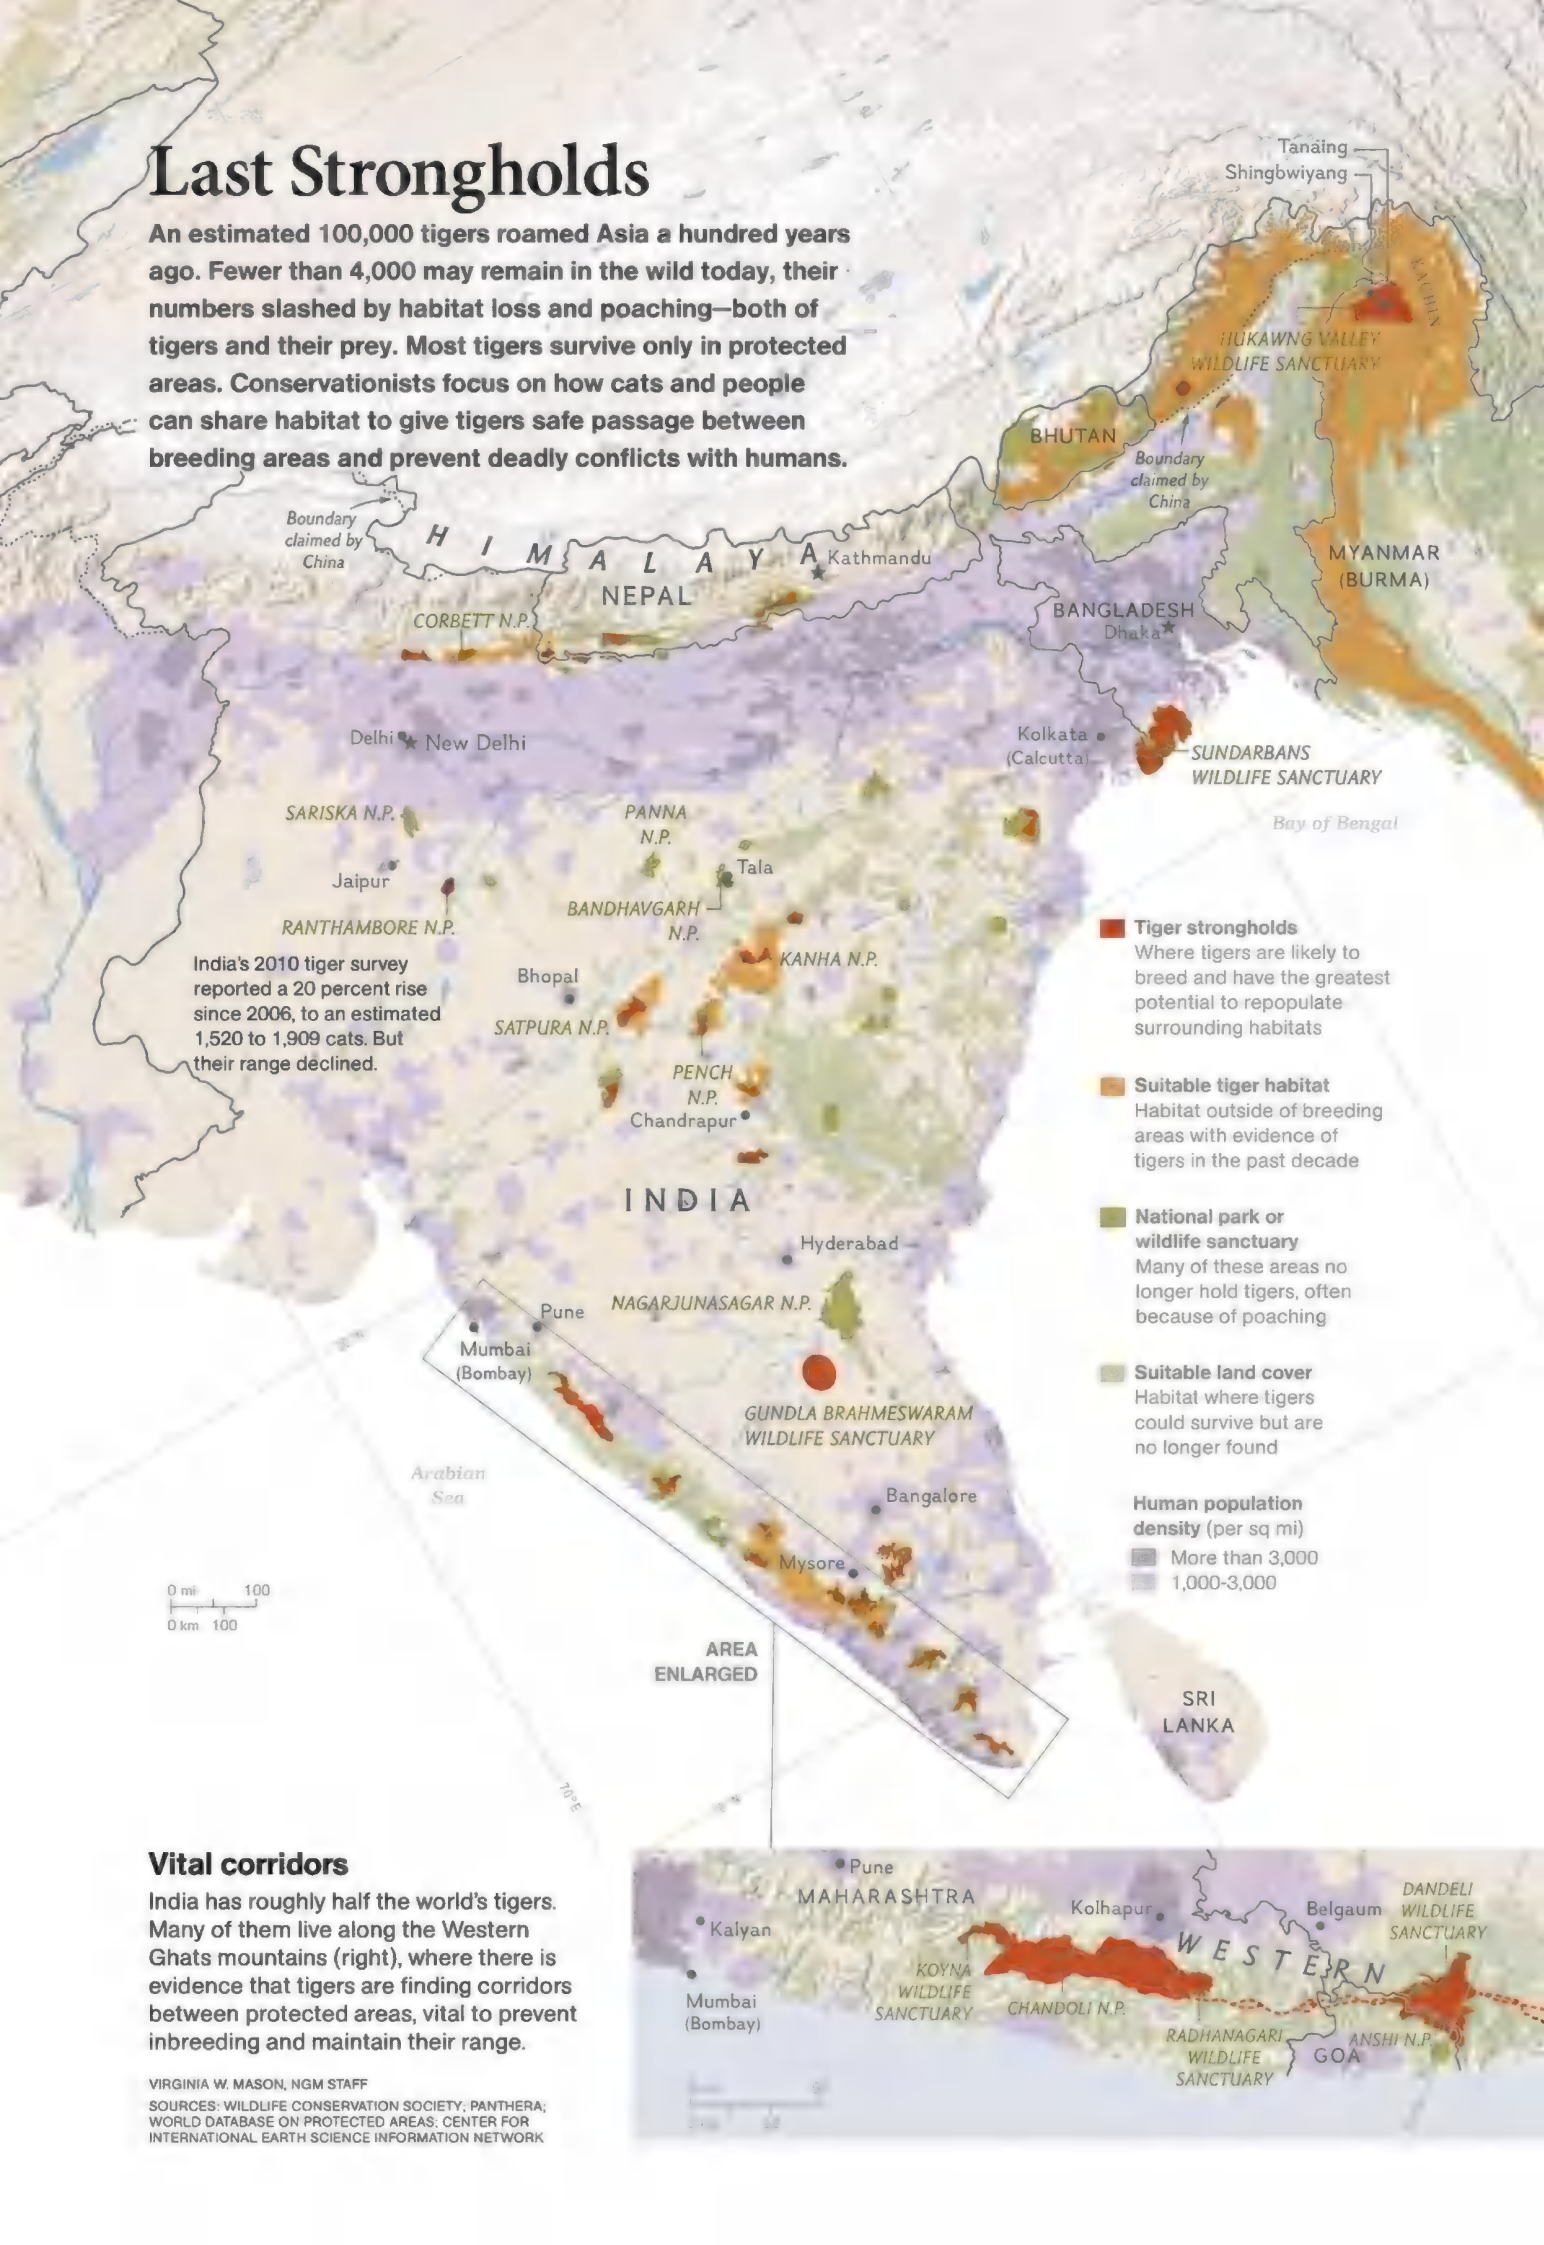 Last Strongholds
An estimated 100,000 tigers roamed Asia a hundred years
ago. Fewer than 4,000 may remain in the wild today, their
numbers slashed by habitat loss and poaching—both of
tigers and their prey. Most tigers survive only in protected
areas. Conservationists focus on how cats and people
can share habitat to give tigers safe passage between
breeding areas and prevent deadly conflicts with humans.
Tanaing
Shingbwiyang
KACHIN
HUKAWNG VALLEY
WILDLIFE SANCTUARY
BHUTAN
Boundary
claimed by
China
Boundary
claimed by
China
HIMALAYA
Kathmandu
NEPAL
MYANMAR
(BURMA)
CORBETT N.P.
BANGLADESH
Dhaka
Delhi
New Delhi
Kolkata
(Calcutta)
SUNDARBANS
WILDLIFE SANCTUARY
Bay of Bengal
SARISKA N.P.
PANNA
N.P.
Jaipur
Tala
RANTHAMBORE N.P.
BANDHAVGARH
N.P.
KANHA N.P.
India's 2010 tiger survey
reported a 20 percent rise
since 2006, to an estimated
1,520 to 1,909 cats. But
their range declined.
Bhopal
SATPURA N.P.
PENCH
N.P.
Chandrapur
INDIA
Hyderabad
NAGARJUNASAGAR N.P.
Pune
Mumbai
(Bombay)
GUNDLA BRAHMESWARAM
WILDLIFE SANCTUARY
Arabian
Sea
Bangalore
Mysore
Tiger strongholds
Where tigers are likely to
breed and have the greatest
potential to repopulate
surrounding habitats
Suitable tiger habitat
Habitat outside of breeding
areas with evidence of
tigers in the past decade
National park or
wildlife sanctuary
Many of these areas no
longer hold tigers, often
because of poaching
Suitable land cover
Habitat where tigers
could survive but are
no longer found
Human population
density (per sq mi)
More than 3,000
1,000-3,000
0 mi 100
0 km 100
AREA
ENLARGED
SRI
LANKA
70°E
Vital corridors
India has roughly half the world's tigers.
Many of them live along the Western
Ghats mountains (right), where there is
evidence that tigers are finding corridors
between protected areas, vital to prevent
inbreeding and maintain their range.
VIRGINIA W. MASON, NGM STAFF
SOURCES: WILDLIFE CONSERVATION SOCIETY; PANTHERA;
WORLD DATABASE ON PROTECTED AREAS; CENTER FOR
INTERNATIONAL EARTH SCIENCE INFORMATION NETWORK
Pune
MAHARASHTRA
Kalyan
Mumbai
(Bombay)
Kolhapur
Belgaum
DANDELI
WILDLIFE
SANCTUARY
WESTERN
KOYNA
WILDLIFE
SANCTUARY
CHANDOLI N.P.
RADHANAGARI
WILDLIFE
SANCTUARY
GOA
ANSHI N.P.